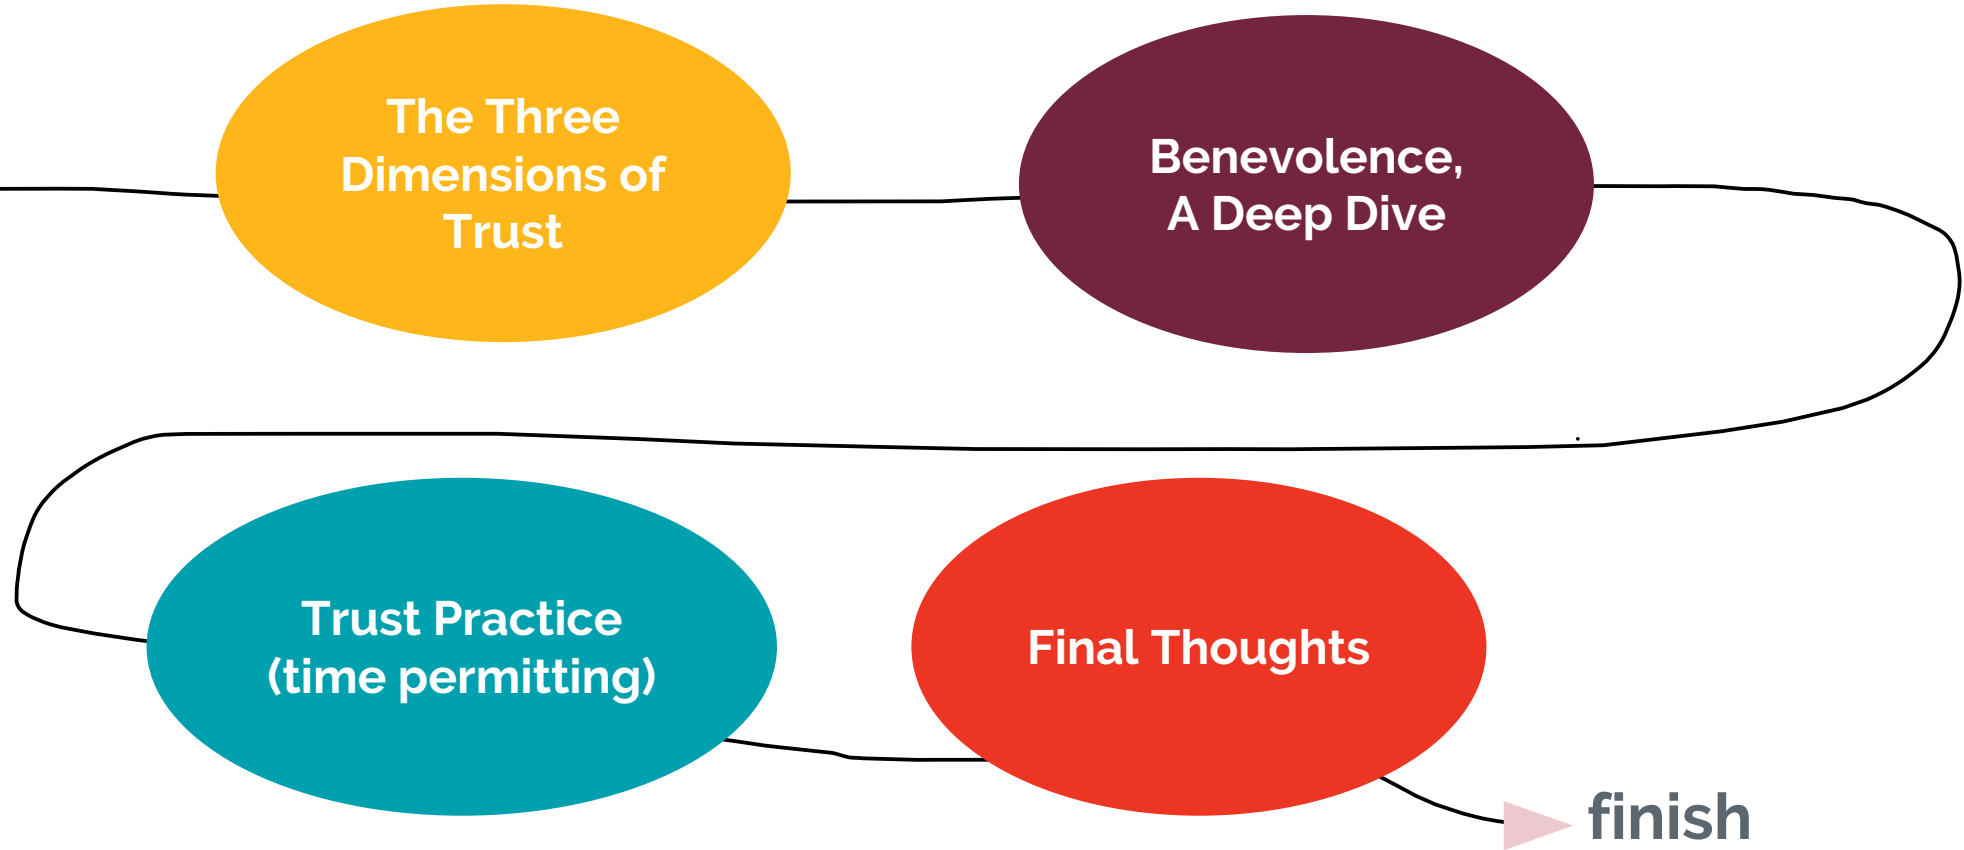 The Three
Dimensions of
Trust
Benevolence,
A Deep Dive
Trust Practice
(time permitting)
Final Thoughts
finish